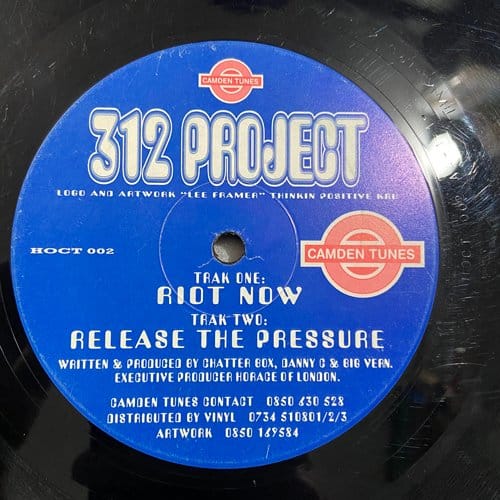 CAMDEN TUNES
312 PROJECT
LOGO AND ARTWORK "LEE FRAMER" THINKIN POSITIVE KRU
HOCT 002
CAMDEN TUNES
TRAK ONE:
RIOT NOW
TRAK TWO:
RELEASE THE PRESSURE
WRITTEN & PRODUCED BY CHATTER BOX, DANNY C & BIG VERN.
EXECUTIVE PRODUCER HORACE OF LONDON.
CAMDEN TUNES CONTACT 0850 630 528
DISTRIBUTED BY VINYL 0734 510801/2/3
ARTWORK 0850 169584